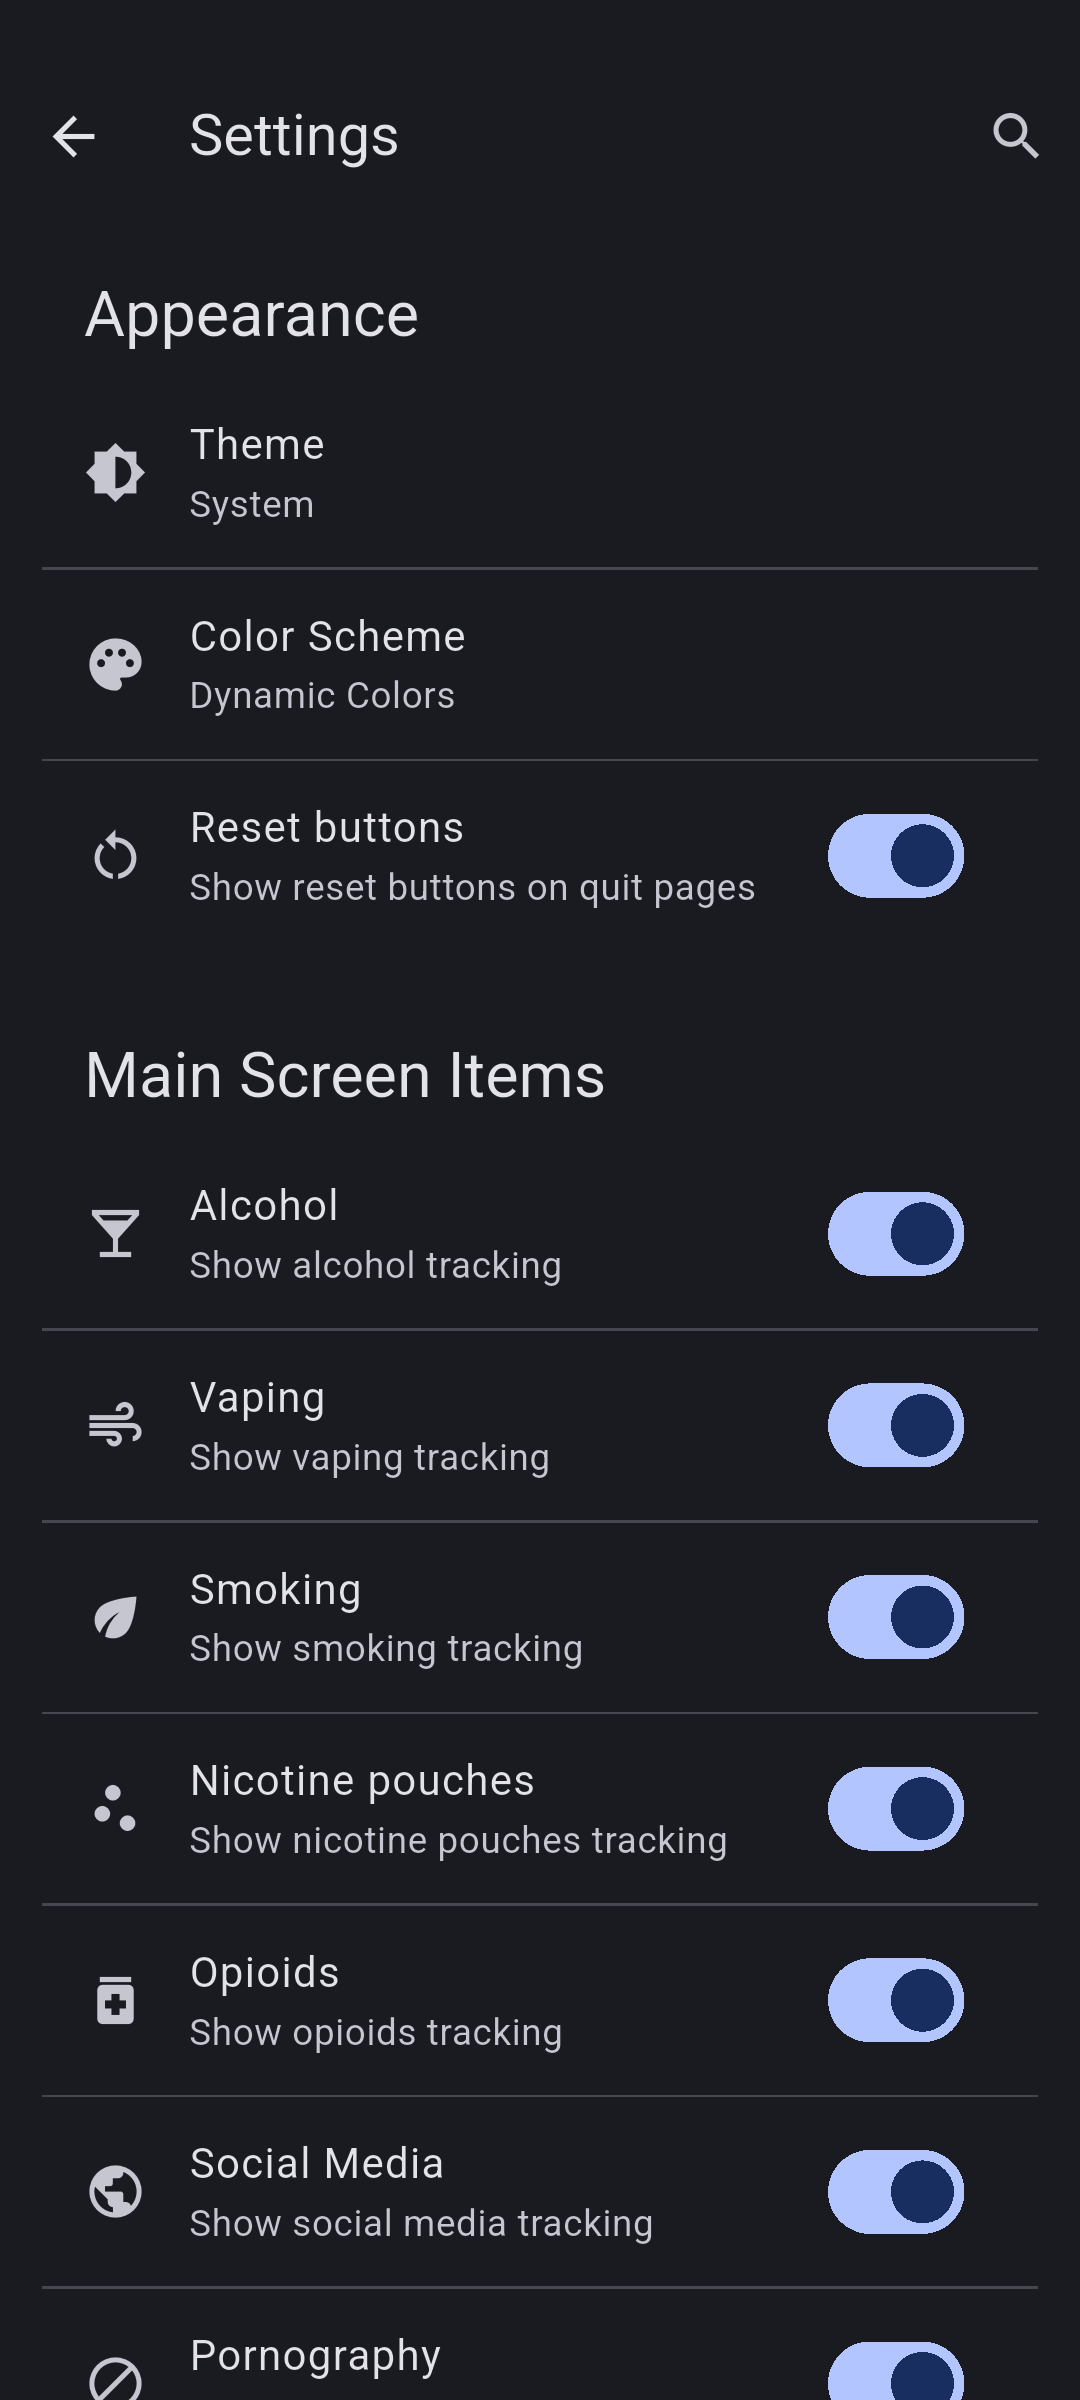 Settings
Appearance
Theme
System
Color Scheme
Dynamic Colors
Reset buttons
Show reset buttons on quit pages
Main Screen Items
Alcohol
Show alcohol tracking
Vaping
Show vaping tracking
Smoking
Show smoking tracking
Nicotine pouches
Show nicotine pouches tracking
Opioids
Show opioids tracking
Social Media
Show social media tracking
Pornography